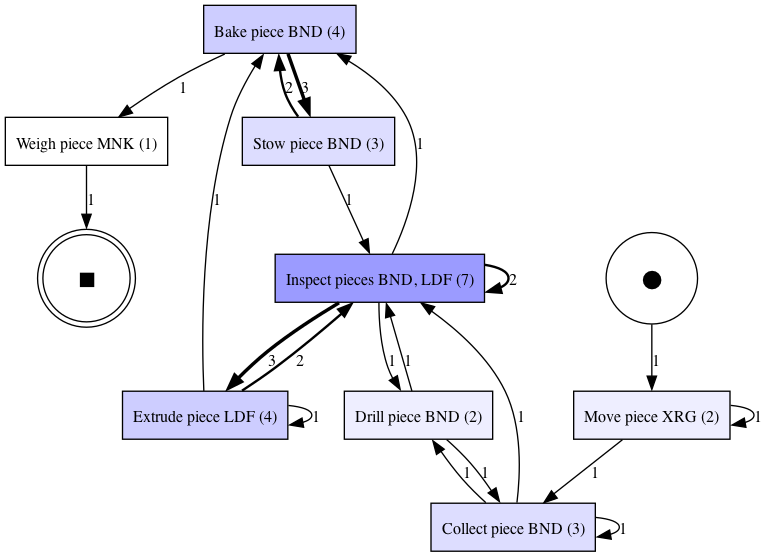 Bake piece BND (4)
1
2
3
Weigh piece MNK (1)
Stow piece BND (3)
1
1
1
1
Inspect pieces BND, LDF (7)
2
3
2
1
1
1
1
Extrude piece LDF (4)
1
Drill piece BND (2)
Move piece XRG (2)
1
1
1
1
Collect piece BND (3)
1